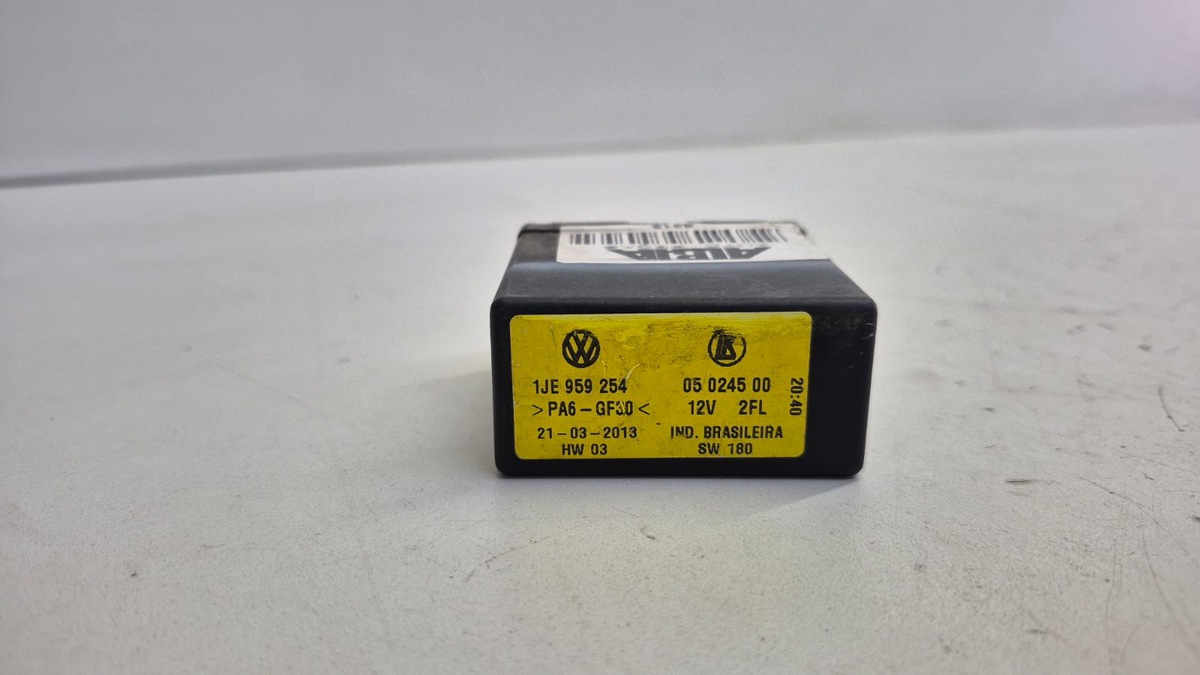 1JE 959 254 05 0245 00
>PA6-GF30< 12V 2FL
21-03-2013 IND. BRASILEIRA
HW 03 SW 180
20:40